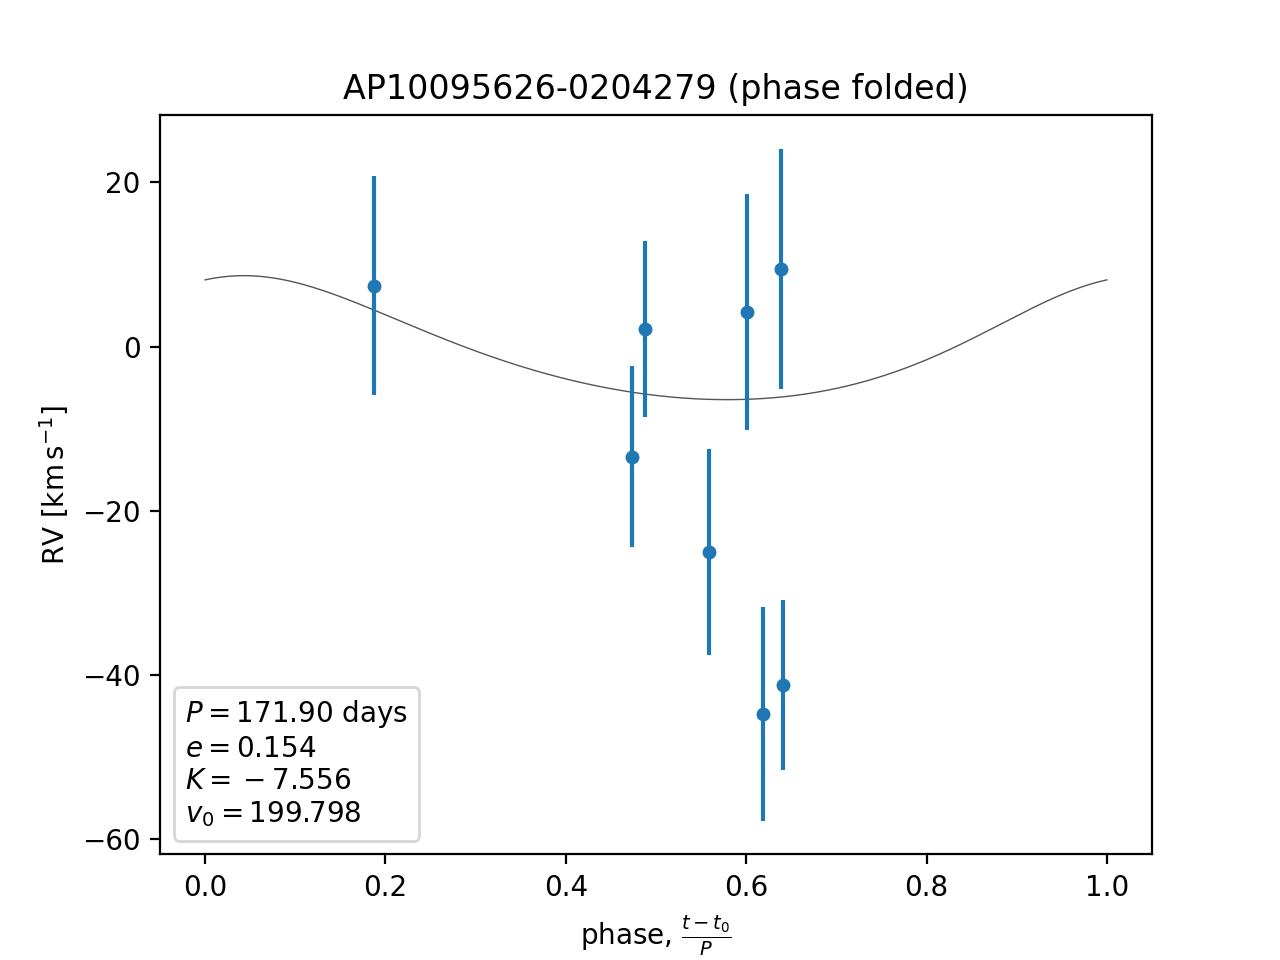 AP10095626-0204279 (phase folded)
RV [km s⁻¹]
20
0
−20
−40
−60
P = 171.90 days
e = 0.154
K = −7.556
v₀ = 199.798
0.0 0.2 0.4 0.6 0.8 1.0
phase, (t − t₀)/P